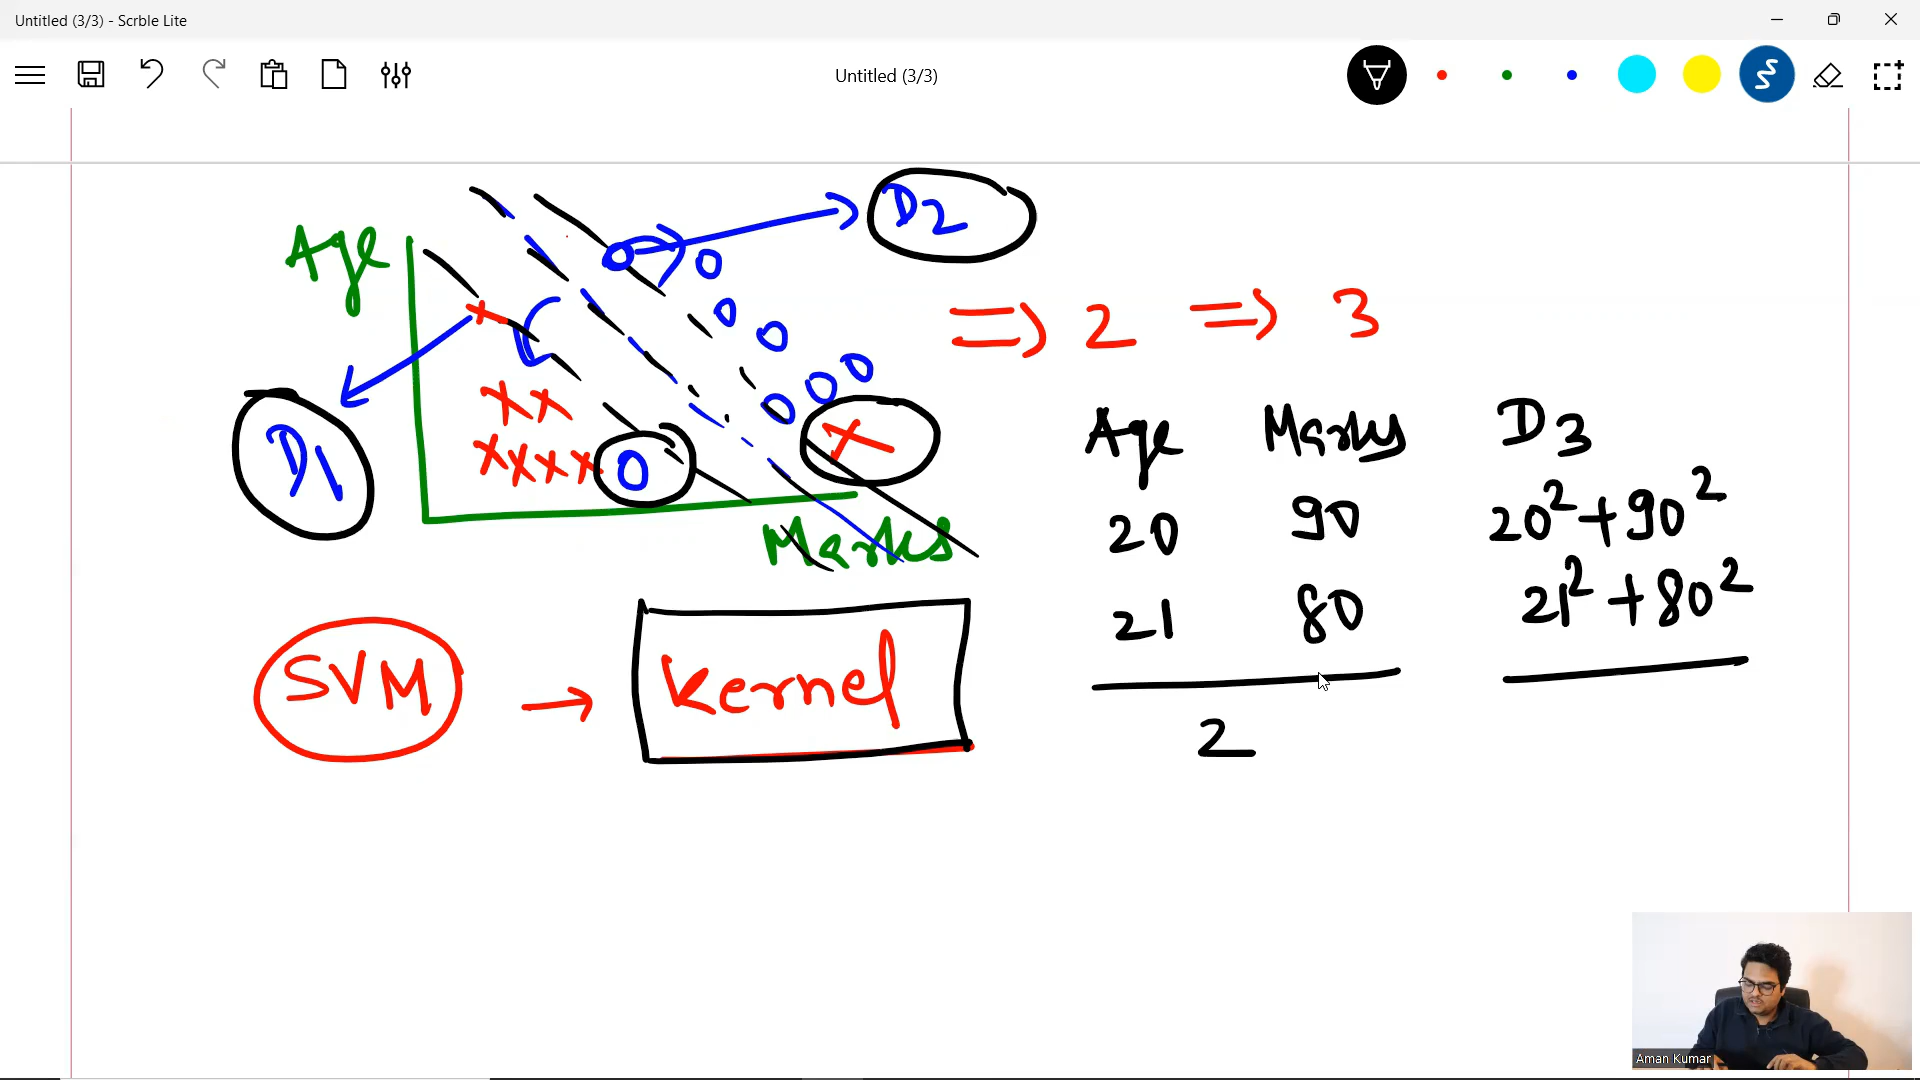 Untitled (3/3) - Scrble Lite
Untitled (3/3)
D2
Age
⇒ 2 ⇒ 3
D1
Age Marks D3
20 90 20² + 90²
21 80 21² + 80²
2
Marks
SVM → Kernel
Aman Kumar